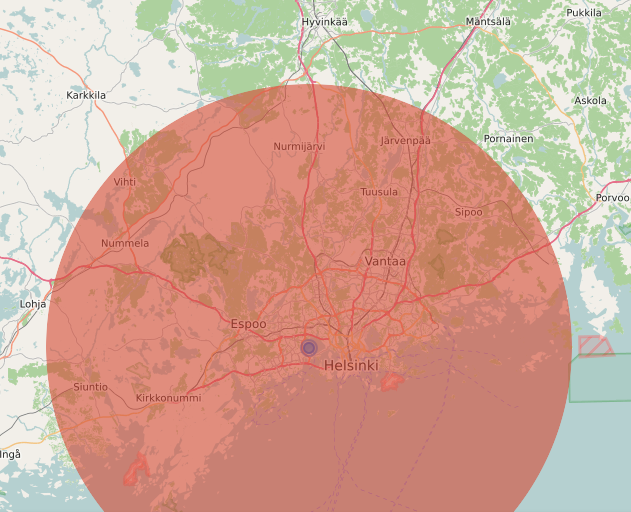 Pukkila
Hyvinkää
Mäntsälä
Karkkila
Askola
Järvenpää
Pornainen
Nurmijärvi
Vihti
Tuusula
Porvoo
Sipoo
Nummela
Vantaa
Lohja
Espoo
Helsinki
Siuntio
Kirkkonummi
Ingå